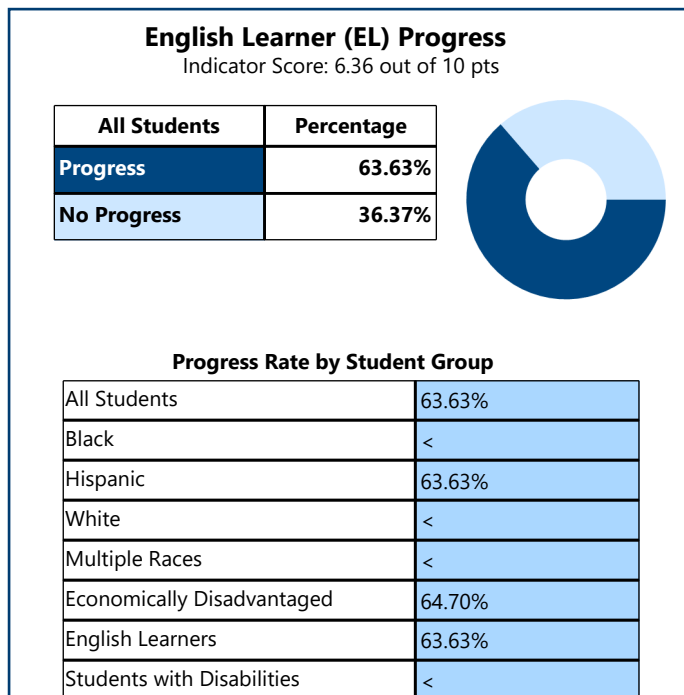 English Learner (EL) Progress
Indicator Score: 6.36 out of 10 pts
All Students Percentage
Progress 63.63%
No Progress 36.37%
Progress Rate by Student Group
All Students 63.63%
Black <
Hispanic 63.63%
White <
Multiple Races <
Economically Disadvantaged 64.70%
English Learners 63.63%
Students with Disabilities <